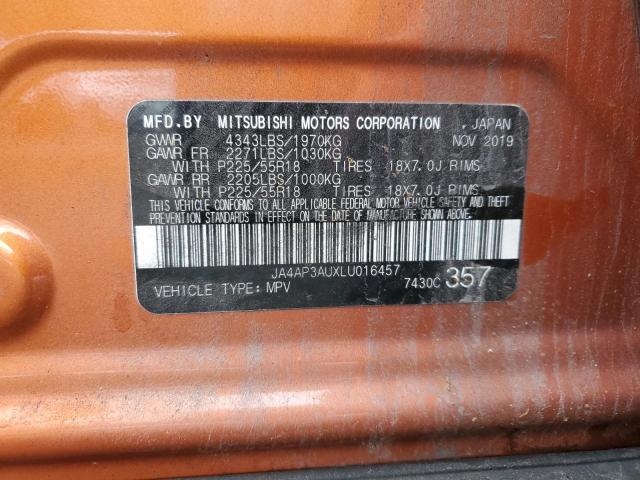 MFD.BY MITSUBISHI MOTORS CORPORATION , JAPAN
GVWR 4343LBS/1970KG NOV 2019
GAWR FR 2271LBS/1030KG
WITH P225/55R18 TIRES 18X7.0J RIMS
GAWR RR 2205LBS/1000KG
WITH P225/55R18 TIRES 18X7.0J RIMS
THIS VEHICLE CONFORMS TO ALL APPLICABLE FEDERAL MOTOR VEHICLE SAFETY AND THEFT
PREVENTION STANDARDS IN EFFECT ON THE DATE OF MANUFACTURE SHOWN ABOVE.
JA4AP3AUXLU016457
VEHICLE TYPE: MPV 7430C 357